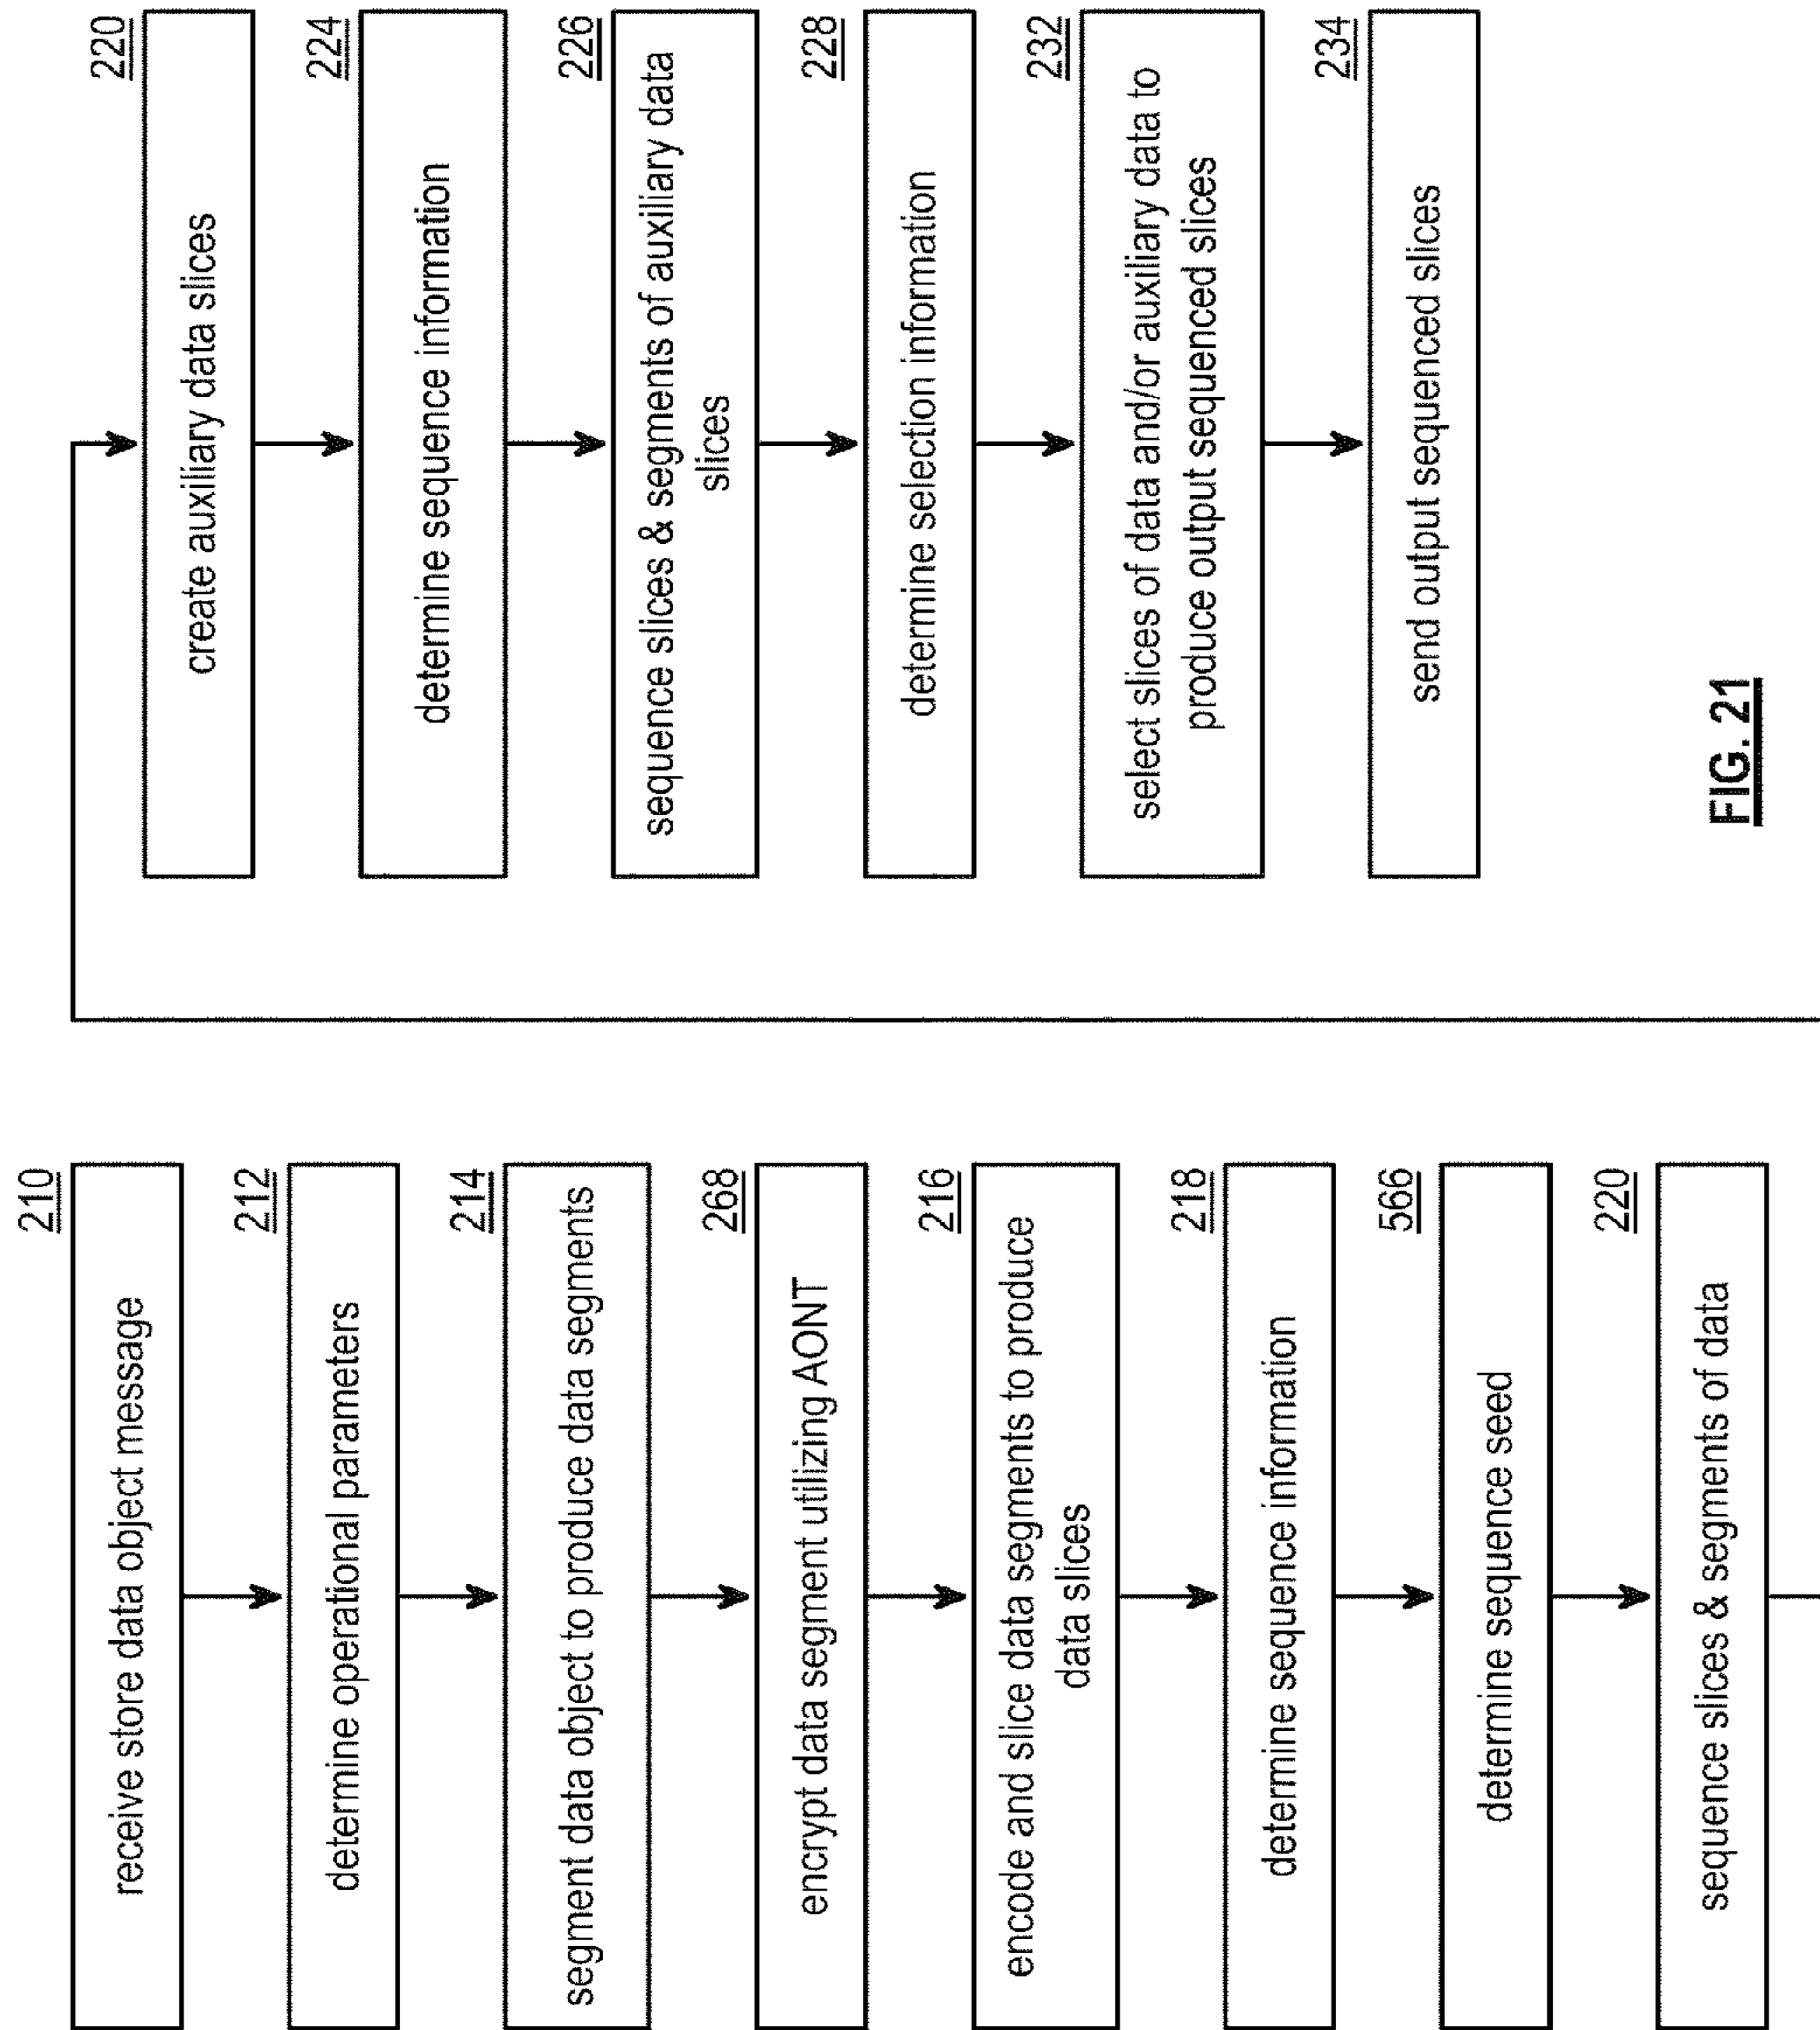 210
receive store data object message
212
determine operational parameters
214
segment data object to produce data segments
268
encrypt data segment utilizing AONT
216
encode and slice data segments to produce
data slices
218
determine sequence information
566
determine sequence seed
220
sequence slices & segments of data
220
create auxiliary data slices
224
determine sequence information
226
sequence slices & segments of auxiliary data
slices
228
determine selection information
232
select slices of data and/or auxiliary data to
produce output sequenced slices
234
send output sequenced slices
FIG. 21